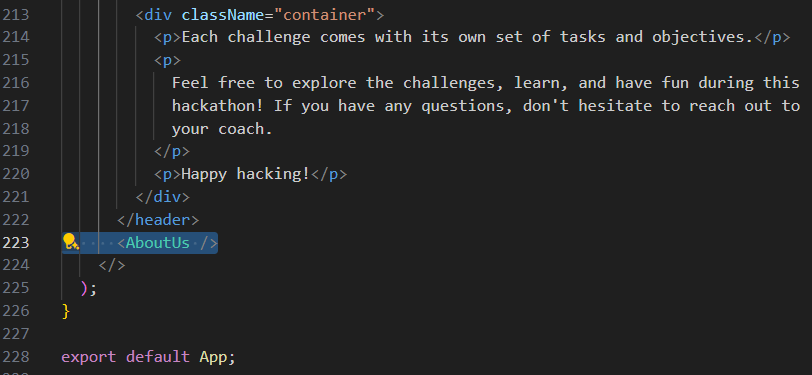 213 <div className="container">
214 <p>Each challenge comes with its own set of tasks and objectives.</p>
215 <p>
216 Feel free to explore the challenges, learn, and have fun during this
217 hackathon! If you have any questions, don't hesitate to reach out to
218 your coach.
219 </p>
220 <p>Happy hacking!</p>
221 </div>
222 </header>
223 <AboutUs />
224 </>
225 );
226 }
227
228 export default App;